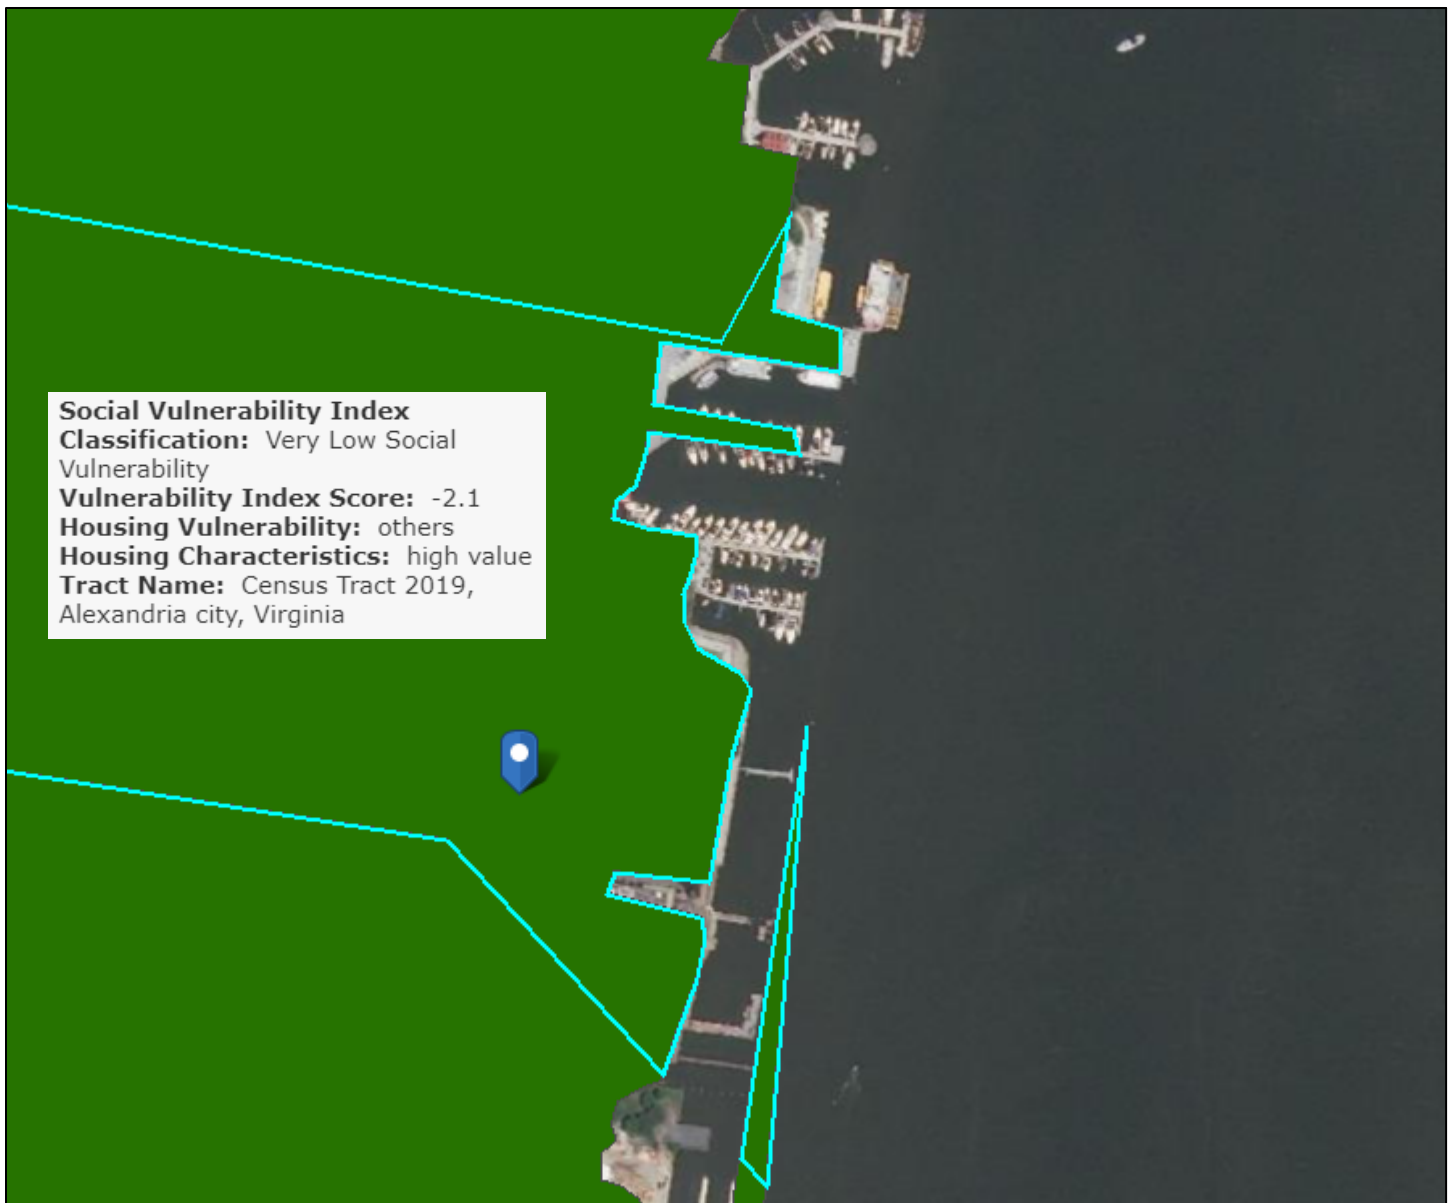 Social Vulnerability Index
Classification: Very Low Social
Vulnerability
Vulnerability Index Score: -2.1
Housing Vulnerability: others
Housing Characteristics: high value
Tract Name: Census Tract 2019,
Alexandria city, Virginia